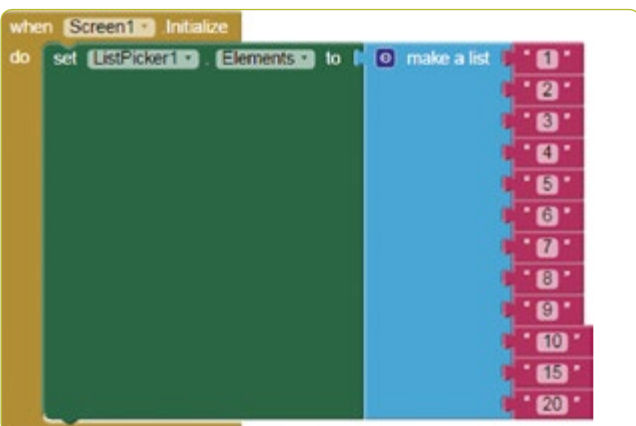 when Screen1 .Initialize
do set ListPicker1 . Elements to make a list " 1 "
" 2 "
" 3 "
" 4 "
" 5 "
" 6 "
" 7 "
" 8 "
" 9 "
" 10 "
" 15 "
" 20 "